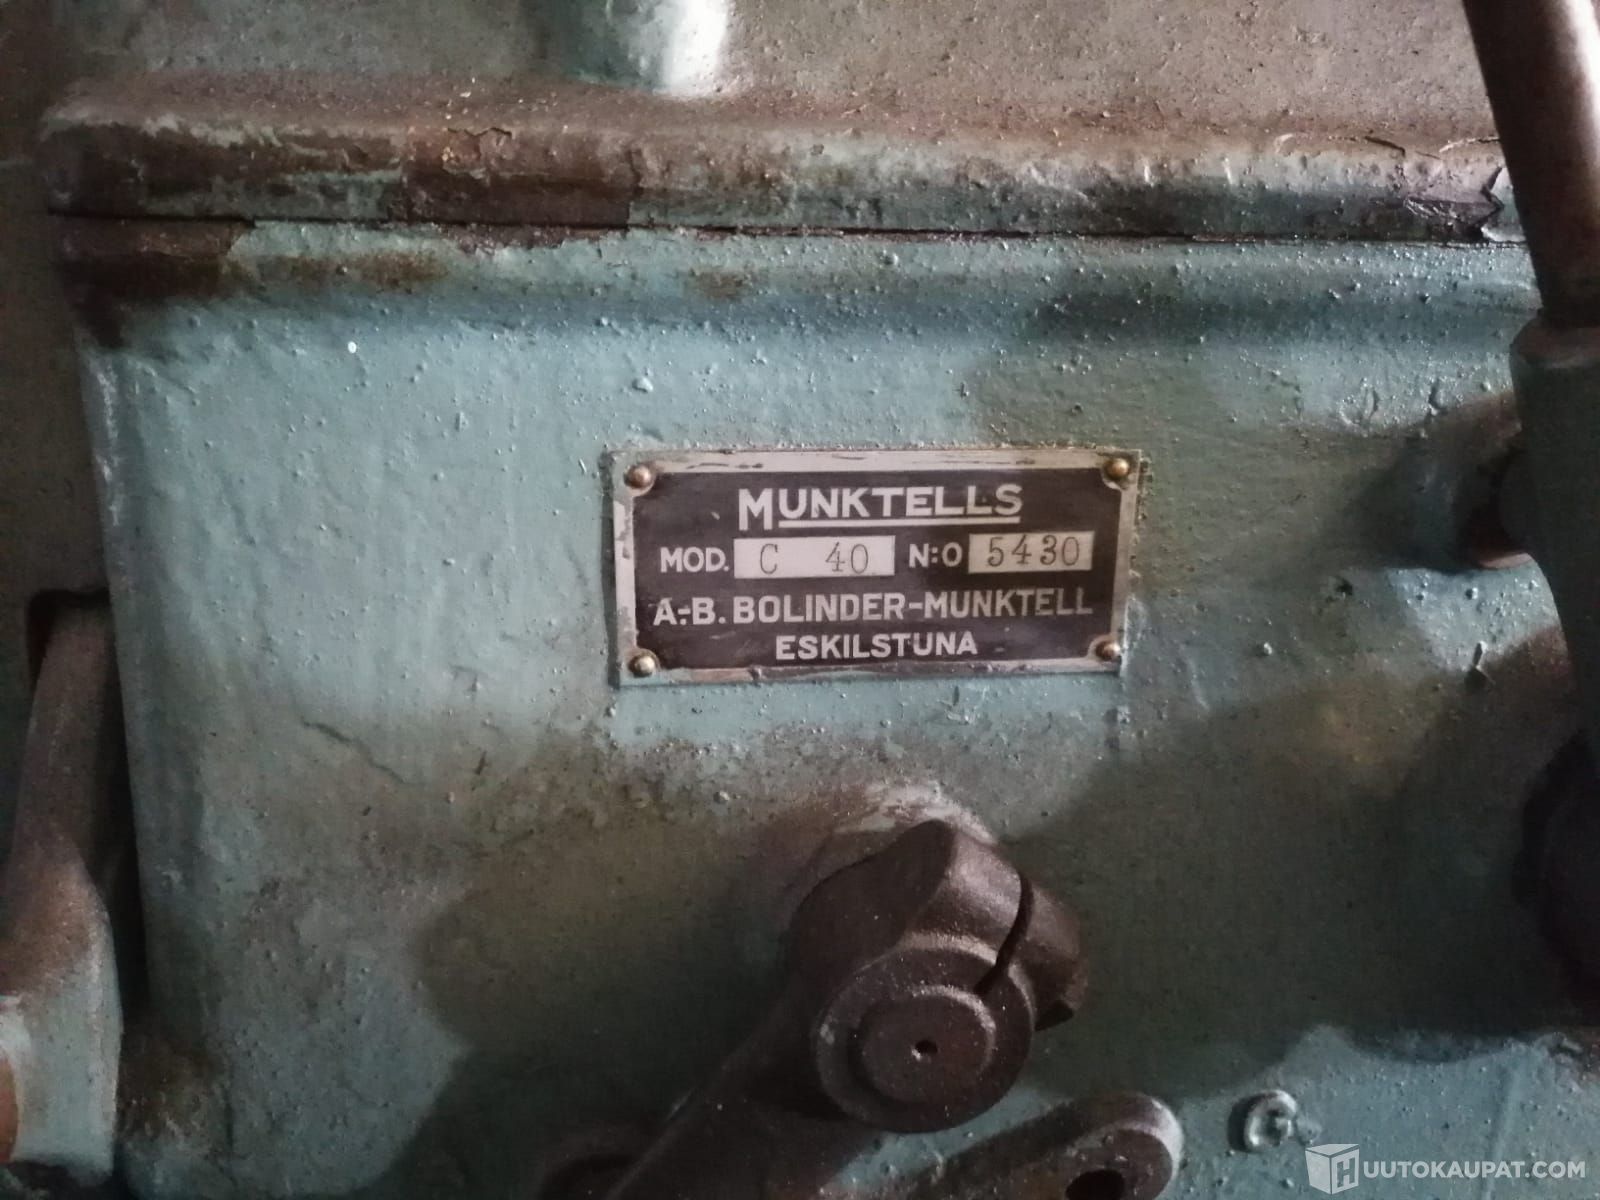 MUNKTELLS
MOD. C 40 N:O 5430
A.-B. BOLINDER-MUNKTELL
ESKILSTUNA
HUUTOKAUPAT.COM